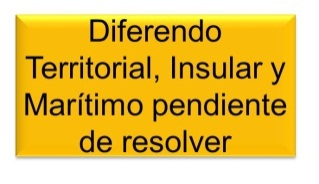 Diferendo
Territorial, Insular y
Marítimo pendiente
de resolver